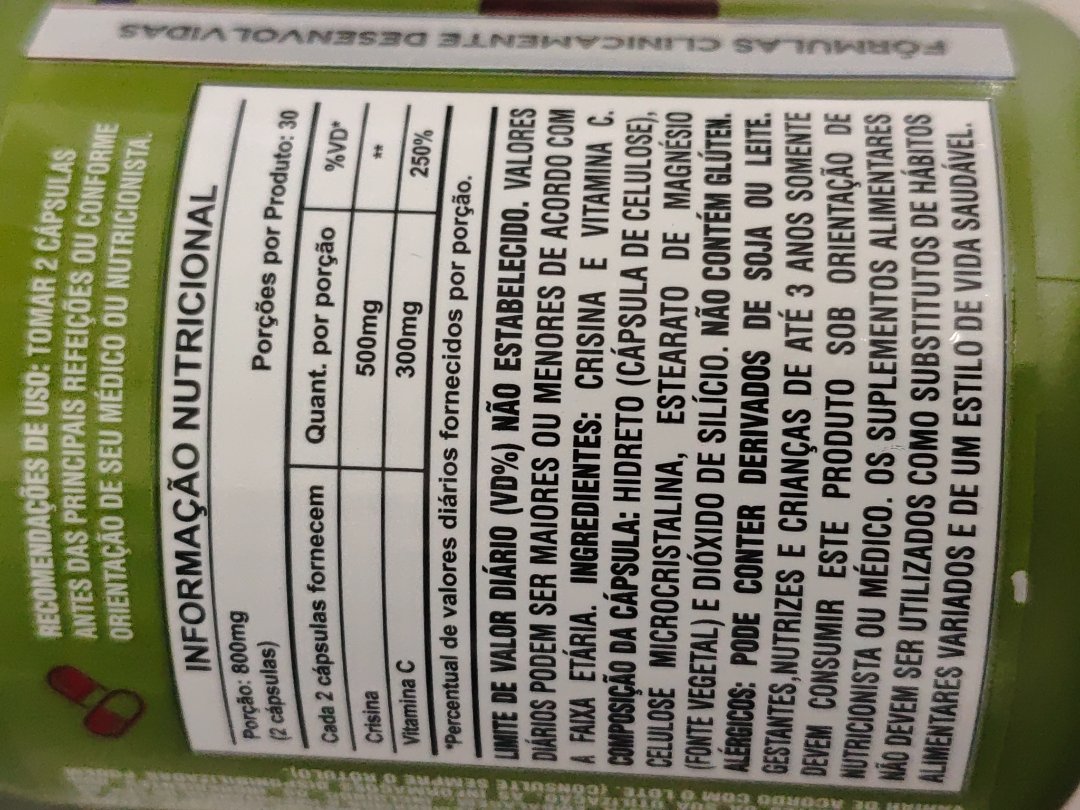 RECOMENDAÇÕES DE USO: TOMAR 2 CÁPSULAS
ANTES DAS PRINCIPAIS REFEIÇÕES OU CONFORME
ORIENTAÇÃO DE SEU MÉDICO OU NUTRICIONISTA.
FÓRMULAS CLINICAMENTE DESENVOLVIDAS
INFORMAÇÃO NUTRICIONAL
Porção: 800mg Porções por Produto: 30
(2 cápsulas)
Cada 2 cápsulas fornecem Quant. por porção %VD*
Crisina 500mg **
Vitamina C 300mg 250%
*Percentual de valores diários fornecidos por porção.
LIMITE DE VALOR DIÁRIO (VD%) NÃO ESTABELECIDO. VALORES
DIÁRIOS PODEM SER MAIORES OU MENORES DE ACORDO COM
A FAIXA ETÁRIA. INGREDIENTES: CRISINA E VITAMINA C.
COMPOSIÇÃO DA CÁPSULA: HIDRETO (CÁPSULA DE CELULOSE),
CELULOSE MICROCRISTALINA, ESTEARATO DE MAGNÉSIO
(FONTE VEGETAL) E DIÓXIDO DE SILÍCIO. NÃO CONTÉM GLÚTEN.
ALÉRGICOS: PODE CONTER DERIVADOS DE SOJA OU LEITE.
GESTANTES,NUTRIZES E CRIANÇAS DE ATÉ 3 ANOS SOMENTE
DEVEM CONSUMIR ESTE PRODUTO SOB ORIENTAÇÃO DE
NUTRICIONISTA OU MÉDICO. OS SUPLEMENTOS ALIMENTARES
NÃO DEVEM SER UTILIZADOS COMO SUBSTITUTOS DE HÁBITOS
ALIMENTARES VARIADOS E DE UM ESTILO DE VIDA SAUDÁVEL.
DE ACORDO COM O LOTE. (CONSULTE SEMPRE O RÓTULO).